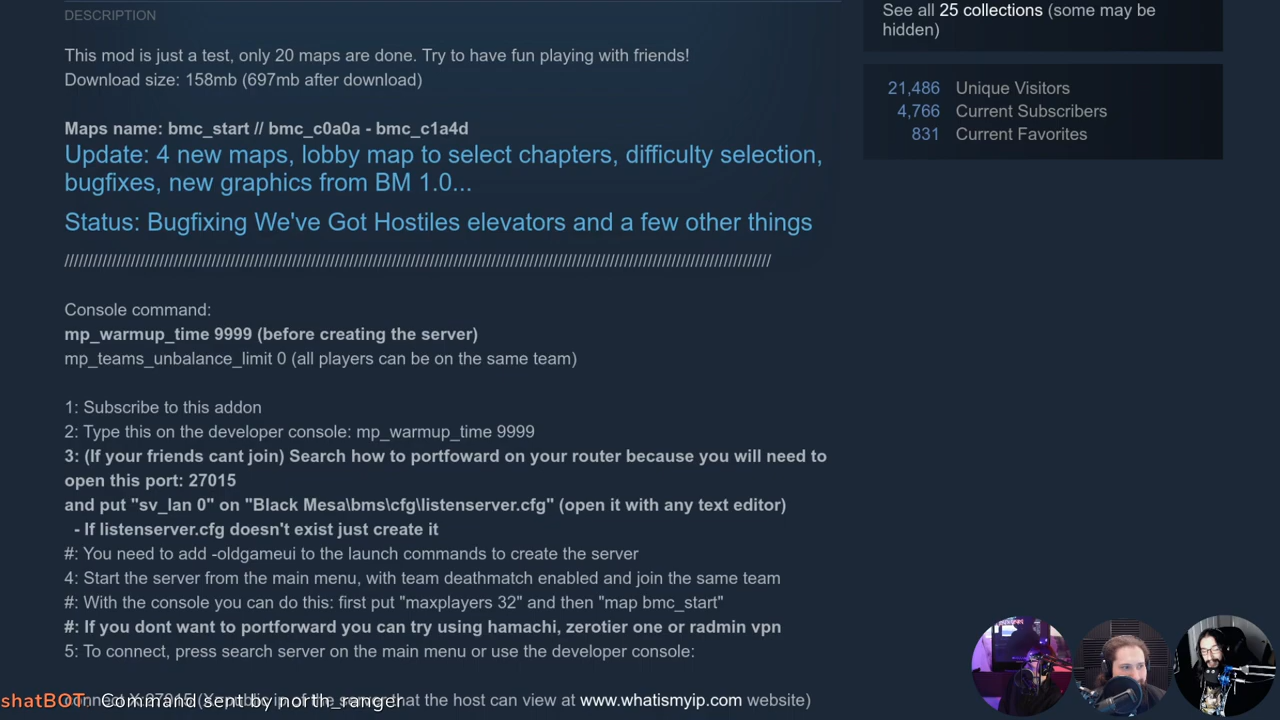 DESCRIPTION
This mod is just a test, only 20 maps are done. Try to have fun playing with friends!
Download size: 158mb (697mb after download)
Maps name: bmc_start // bmc_c0a0a - bmc_c1a4d
Update: 4 new maps, lobby map to select chapters, difficulty selection,
bugfixes, new graphics from BM 1.0...
Status: Bugfixing We've Got Hostiles elevators and a few other things
Console command:
mp_warmup_time 9999 (before creating the server)
mp_teams_unbalance_limit 0 (all players can be on the same team)
1: Subscribe to this addon
2: Type this on the developer console: mp_warmup_time 9999
3: (If your friends cant join) Search how to portfoward on your router because you will need to
open this port: 27015
and put "sv_lan 0" on "Black Mesa\bms\cfg\listenserver.cfg" (open it with any text editor)
- If listenserver.cfg doesn't exist just create it
#: You need to add -oldgameui to the launch commands to create the server
4: Start the server from the main menu, with team deathmatch enabled and join the same team
#: With the console you can do this: first put "maxplayers 32" and then "map bmc_start"
#: If you dont want to portforward you can try using hamachi, zerotier one or radmin vpn
5: To connect, press search server on the main menu or use the developer console:
that the host can view at www.whatismyip.com website)
shatBOT: Command sent by north_ranger
See all 25 collections (some may be
hidden)
21,486 Unique Visitors
4,766 Current Subscribers
831 Current Favorites